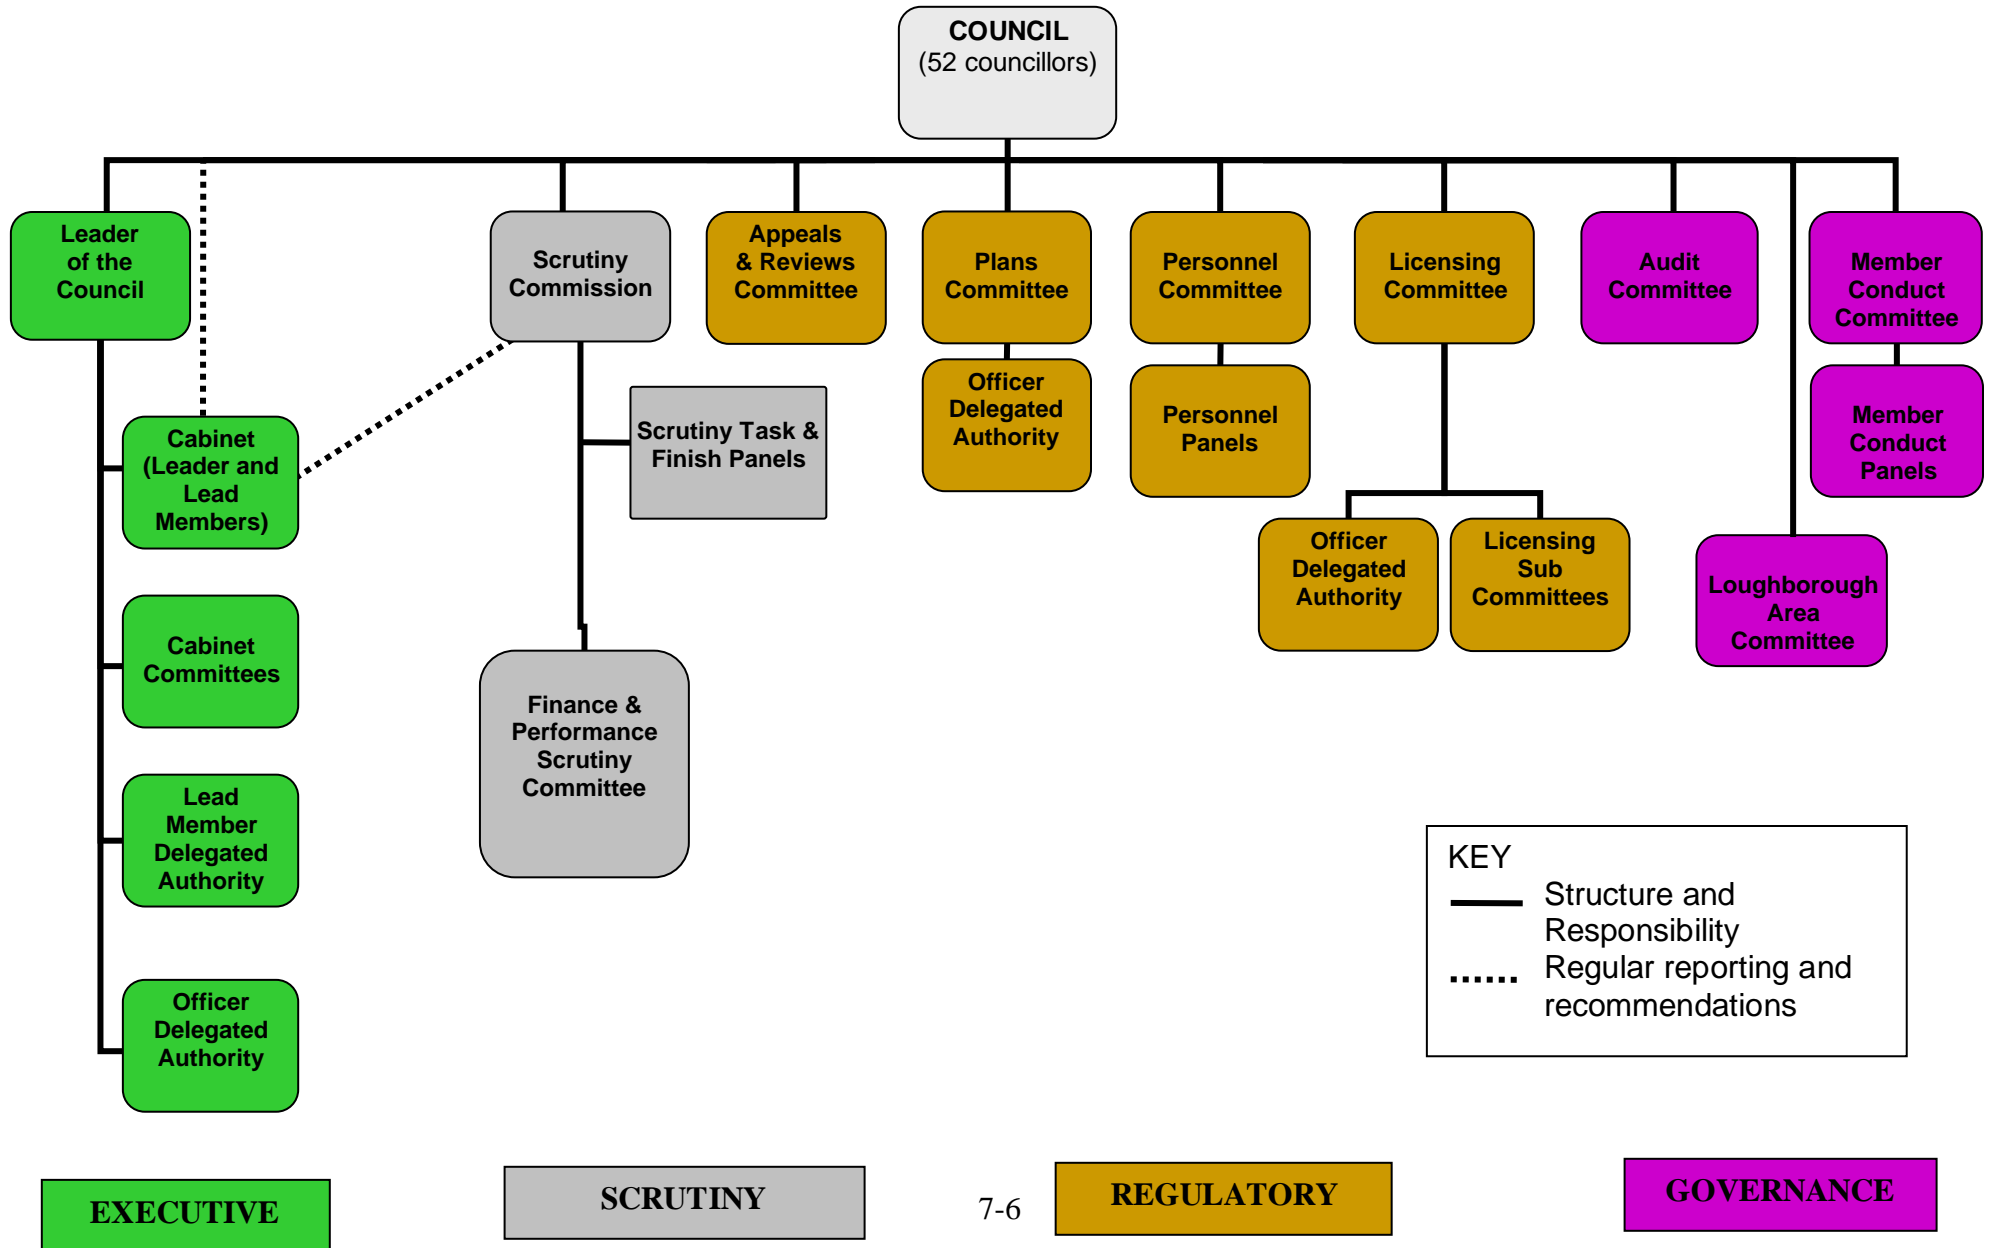 COUNCIL
(52 councillors)
Leader
of the
Council
Scrutiny
Commission
Appeals
& Reviews
Committee
Plans
Committee
Personnel
Committee
Licensing
Committee
Audit
Committee
Member
Conduct
Committee
Officer
Delegated
Authority
Personnel
Panels
Member
Conduct
Panels
Cabinet
(Leader and
Lead
Members)
Scrutiny Task &
Finish Panels
Officer
Delegated
Authority
Licensing
Sub
Committees
Loughborough
Area
Committee
Cabinet
Committees
Finance &
Performance
Scrutiny
Committee
Lead
Member
Delegated
Authority
Officer
Delegated
Authority
KEY
Structure and
Responsibility
Regular reporting and
recommendations
EXECUTIVE
SCRUTINY
7-6
REGULATORY
GOVERNANCE